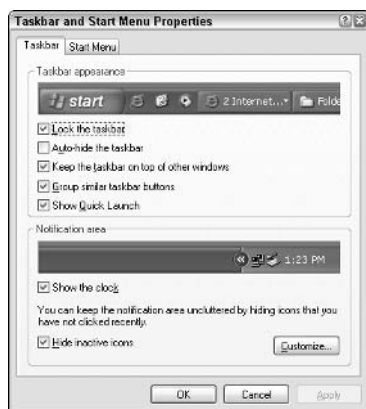 Taskbar and Start Menu Properties
Taskbar
Start Menu
Taskbar appearance
start
2 Internet...
Folde
Lock the taskbar
Auto-hide the taskbar
Keep the taskbar on top of other windows
Group similar taskbar buttons
Show Quick Launch
Notification area
1:23 PM
Show the clock
You can keep the notification area uncluttered by hiding icons that you
have not clicked recently.
Hide inactive icons
Customize...
OK
Cancel
Apply